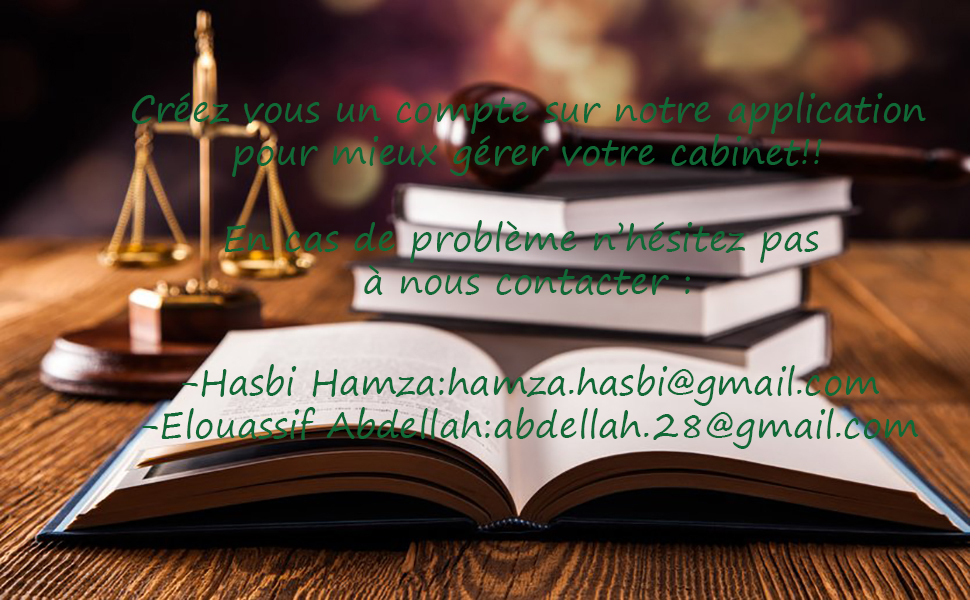 Créez vous un compte sur notre application
pour mieux gérer votre cabinet!!
En cas de problème n'hésitez pas
à nous contacter :
-Hasbi Hamza:hamza.hasbi@gmail.com
-Elouassif Abdellah:abdellah.28@gmail.com